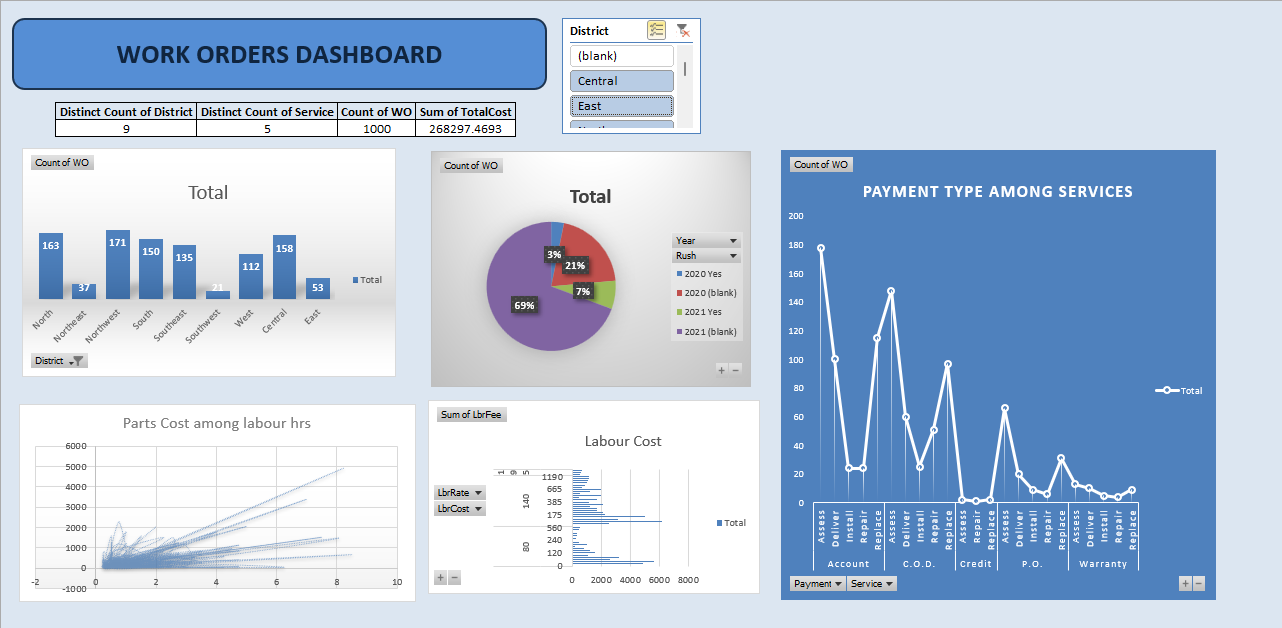 WORK ORDERS DASHBOARD
District
(blank)
Central
East
Distinct Count of District Distinct Count of Service Count of WO Sum of TotalCost
9 5 1000 268297.4693
Count of WO
Total
163
37
171
150
135
21
112
158
53
Total
North
Northeast
Northwest
South
Southeast
Southwest
West
Central
East
District
Count of WO
Total
3%
21%
7%
69%
Year
Rush
2020 Yes
2020 (blank)
2021 Yes
2021 (blank)
Count of WO
PAYMENT TYPE AMONG SERVICES
200
180
160
140
120
100
80
60
40
20
0
Total
Assess Deliver Install Repair Replace Assess Deliver Install Repair Replace Assess Repair Replace Assess Deliver Install Repair Replace Assess Deliver Install Repair Replace
Account C.O.D. Credit P.O. Warranty
Payment Service
Parts Cost among labour hrs
6000
5000
4000
3000
2000
1000
0
-1000
-2 0 2 4 6 8 10
Sum of LbrFee
Labour Cost
LbrRate
LbrCost
140
80
1190
665
385
175
560
240
120
0
0 2000 4000 6000 8000
Total